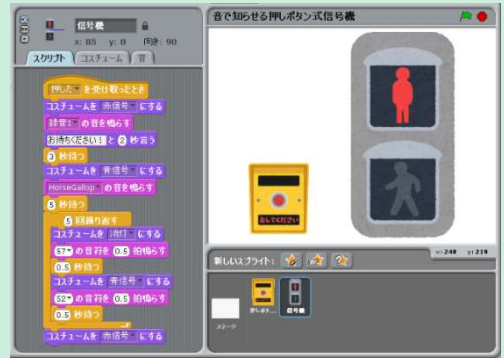 信号機
x: 85 y: 0 向き: 90
スクリプト コスチューム 音
押した を受け取ったとき
コスチュームを 赤信号 にする
録音1 の音を鳴らす
お待ちください! と 2 秒言う
秒待つ
コスチュームを 青信号 にする
HorseGallop の音を鳴らす
5 秒待つ
5 回繰り返す
コスチュームを 消灯 にする
57 の音符を 0.5 拍鳴らす
0.5 秒待つ
コスチュームを 青信号 にする
52 の音符を 0.5 拍鳴らす
0.5 秒待つ
コスチュームを 赤信号 にする
音で知らせる押しボタン式信号機
おしてください
x: 248 y: 219
新しいスプライト:
ステージ
押しボタ...
信号機